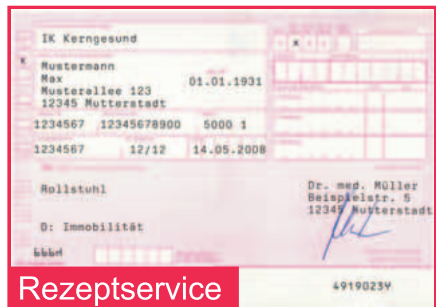 IK Kerngesund
x
x
Mustermann
Max 01.01.1931
Musterallee 123
12345 Mutterstadt
1234567 12345678900 5000 1
1234567 12/12 14.05.2008
Rollstuhl
Dr. med. Müller
Beispielstr. 5
12345 Mutterstadt
D: Immobilität
Rezeptservice
4919023Y